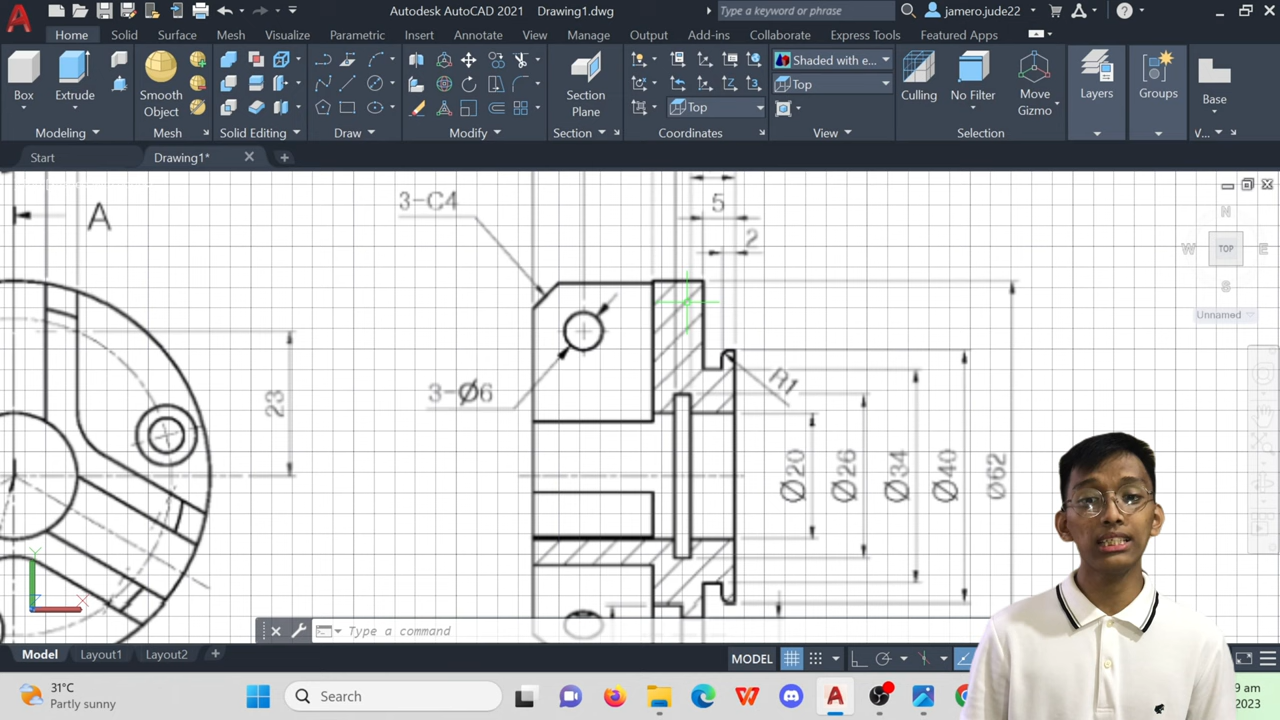 Autodesk AutoCAD 2021 Drawing1.dwg
Type a keyword or phrase
jamero.jude22
Home Solid Surface Mesh Visualize Parametric Insert Annotate View Manage Output Add-ins Collaborate Express Tools Featured Apps
Box
Extrude
Smooth
Object
Section
Plane
Top
Shaded with e...
Top
Culling
No Filter
Move
Gizmo
Layers
Groups
Base
Modeling
Mesh
Solid Editing
Draw
Modify
Section
Coordinates
View
Selection
V...
Start
Drawing1*
A
3-C4
5
2
N
W
TOP
E
S
Unnamed
3-Ø6
R1
23
Ø20
Ø26
Ø34
Ø40
Ø62
Y
X
Type a command
Model Layout1 Layout2
MODEL
31°C
Partly sunny
Search
9 am
2023